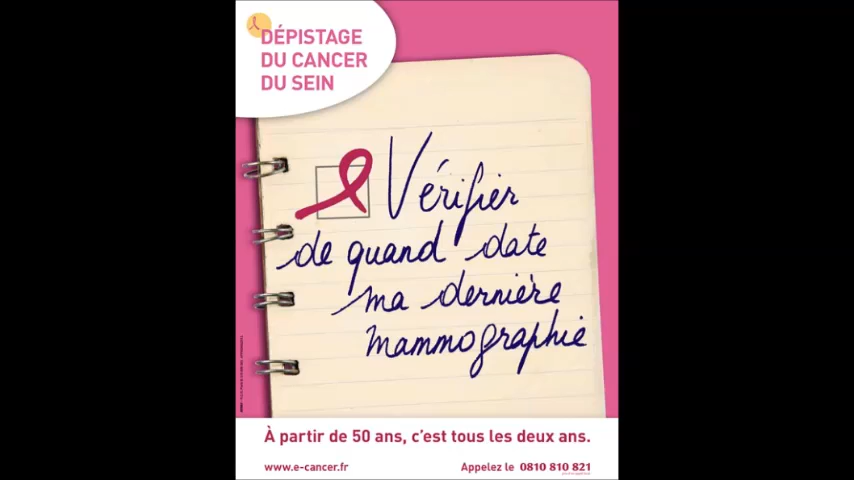 DÉPISTAGE
DU CANCER
DU SEIN
Vérifier
de quand date
ma dernière
mammographie
À partir de 50 ans, c'est tous les deux ans.
www.e-cancer.fr
Appelez le 0810 810 821